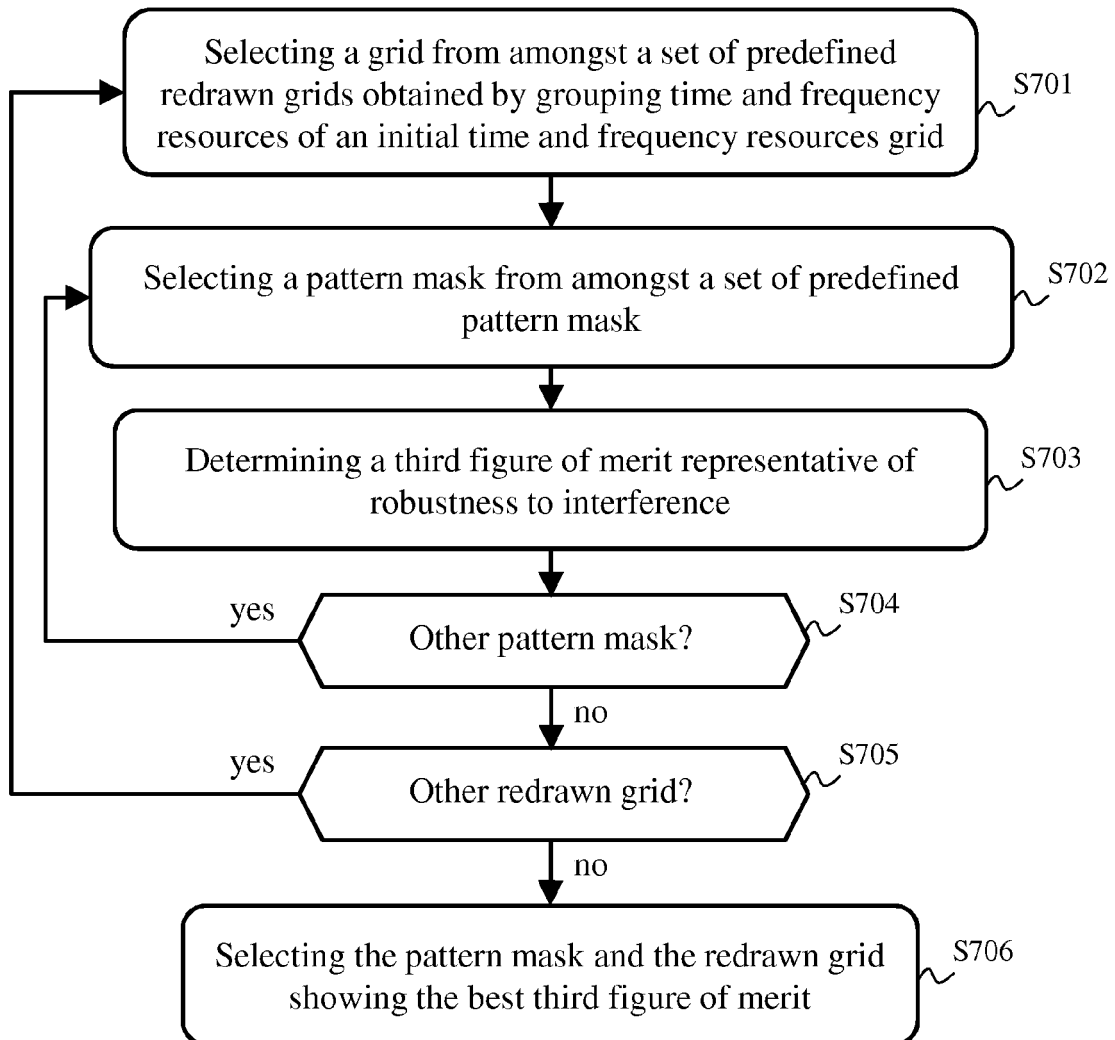 Selecting a grid from amongst a set of predefined
redrawn grids obtained by grouping time and frequency
resources of an initial time and frequency resources grid
S701
Selecting a pattern mask from amongst a set of predefined
pattern mask
S702
Determining a third figure of merit representative of
robustness to interference
S703
yes
Other pattern mask?
S704
no
yes
Other redrawn grid?
S705
no
Selecting the pattern mask and the redrawn grid
showing the best third figure of merit
S706